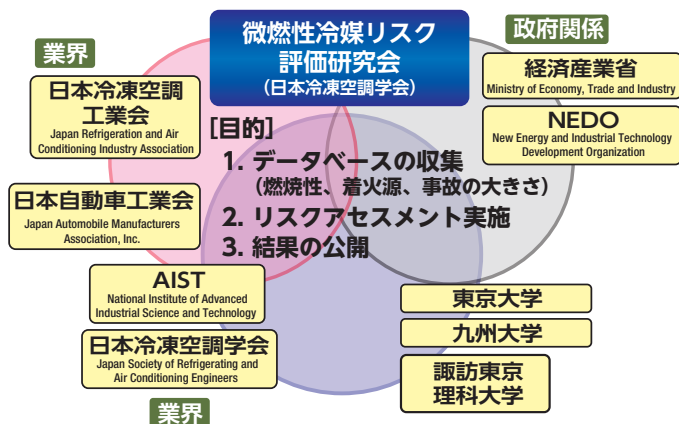 微燃性冷媒リスク
評価研究会
(日本冷凍空調学会)
業界
日本冷凍空調
工業会
Japan Refrigeration and Air
Conditioning Industry Association
日本自動車工業会
Japan Automobile Manufacturers
Association, Inc.
政府関係
経済産業省
Ministry of Economy, Trade and Industry
NEDO
New Energy and Industrial Technology
Development Organization
[目的]
1. データベースの収集
(燃焼性、着火源、事故の大きさ)
2. リスクアセスメント実施
3. 結果の公開
AIST
National Institute of Advanced
Industrial Science and Technology
日本冷凍空調学会
Japan Society of Refrigerating and
Air Conditioning Engineers
業界
東京大学
九州大学
諏訪東京
理科大学